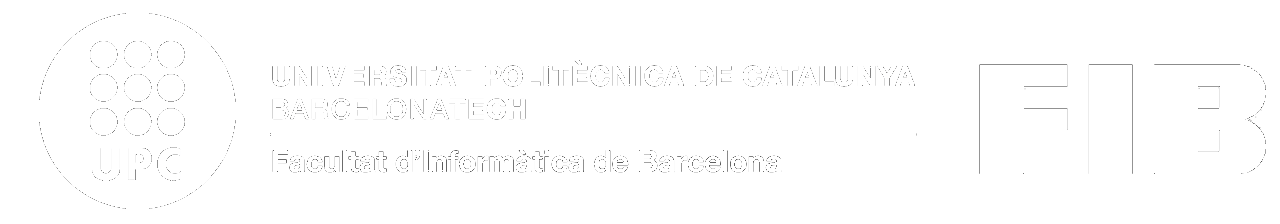 UPC
UNIVERSITAT POLITÈCNICA DE CATALUNYA
BARCELONATECH
Facultat d'Informàtica de Barcelona
FIB